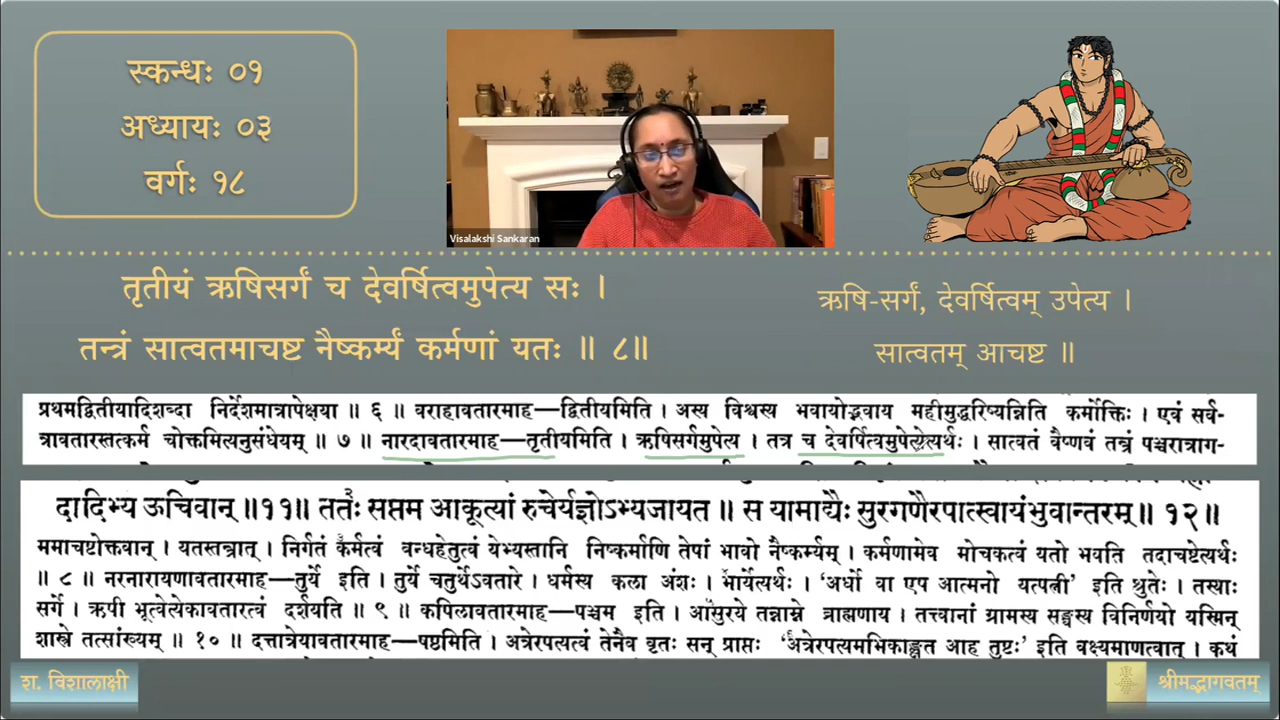 स्कन्धः ०१
अध्यायः ०३
वर्गः १८
Visalakshi Sankaran
तृतीयं ऋषिसर्गं च देवर्षित्वमुपेत्य सः ।
तन्त्रं सात्वतमाचष्ट नैष्कर्म्यं कर्मणां यतः ॥ ८॥
ऋषि-सर्गं, देवर्षित्वम् उपेत्य ।
सात्वतम् आचष्ट ॥
प्रथमद्वितीयादिशब्दा निर्देशमात्रापेक्षया ॥ ६ ॥ वराहावतारमाह—द्वितीयमिति । अस्य विश्वस्य भवायोद्भवाय महीमुद्धरिष्यन्निति कर्मोक्तिः । एवं सर्व-
त्रावतारस्तत्कर्म चोक्तमित्यनुसंधेयम् ॥ ७ ॥ नारदावतारमाह—तृतीयमिति । ऋषिसर्गमुपेत्य । तत्र च देवर्षित्वमुपेत्येत्यर्थः । सात्वतं वैष्णवं तन्त्रं पञ्चरात्राग-
दादिभ्य ऊचिवान् ॥११॥ ततः सप्तम आकूत्यां रुचेर्यज्ञोऽभ्यजायत ॥ स यामाद्यैः सुरगणैरपात्स्वायंभुवान्तरम् ॥ १२॥
ममाचष्टोक्तवान् । यतस्तन्त्रात् । निर्गतं कर्मत्वं बन्धहेतुत्वं येभ्यस्तानि निष्कर्माणि तेषां भावो नैष्कर्म्यम् । कर्मणामेव मोचकत्वं यतो भवति तदाचष्टेत्यर्थः
॥ ८ ॥ नरनारायणावतारमाह—तुर्ये इति । तुर्ये चतुर्थेऽवतारे । धर्मस्य कला अंशः । भार्येत्यर्थः । ‘अर्धो वा एष आत्मनो यत्पत्नी’ इति श्रुतेः । तस्याः
सर्गे । ऋषी भूत्वेत्येकावतारत्वं दर्शयति ॥ ९ ॥ कपिलावतारमाह—पञ्चम इति । आसुरये तन्नाम्ने ब्राह्मणाय । तत्त्वानां ग्रामस्य सङ्घस्य विनिर्णयो यस्मिन्
शास्त्रे तत्सांख्यम् ॥ १० ॥ दत्तात्रेयावतारमाह—षष्ठमिति । अत्रेरपत्यत्वं तेनैव वृतः सन् प्राप्तः ‘अत्रेरपत्यमभिकाङ्क्षत आह तुष्टः’ इति वक्ष्यमाणत्वात् । कथं
श. विशालाक्षी
श्रीमद्भागवतम्